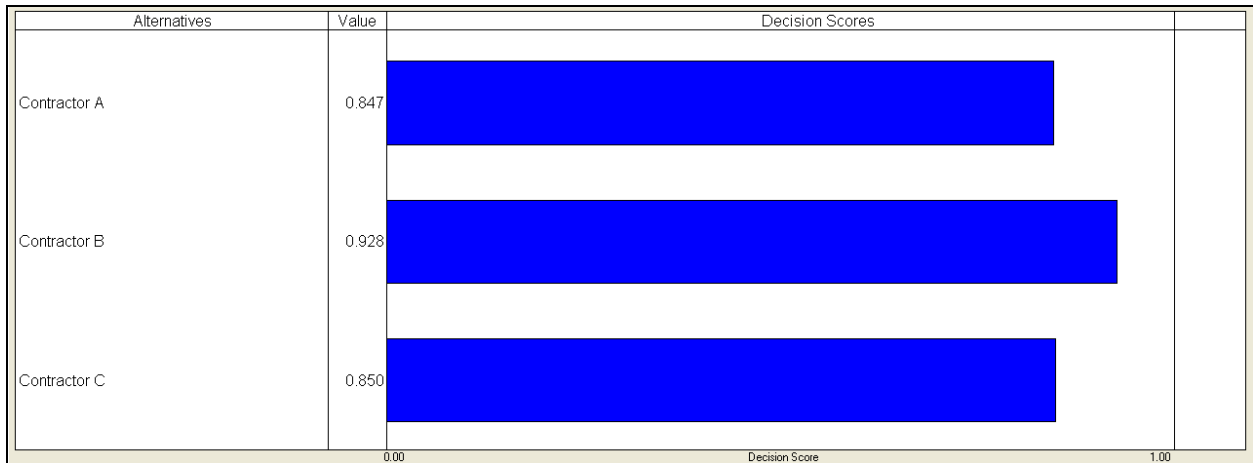 Alternatives Value Decision Scores
Contractor A 0.847
Contractor B 0.928
Contractor C 0.850
0.00 Decision Score 1.00